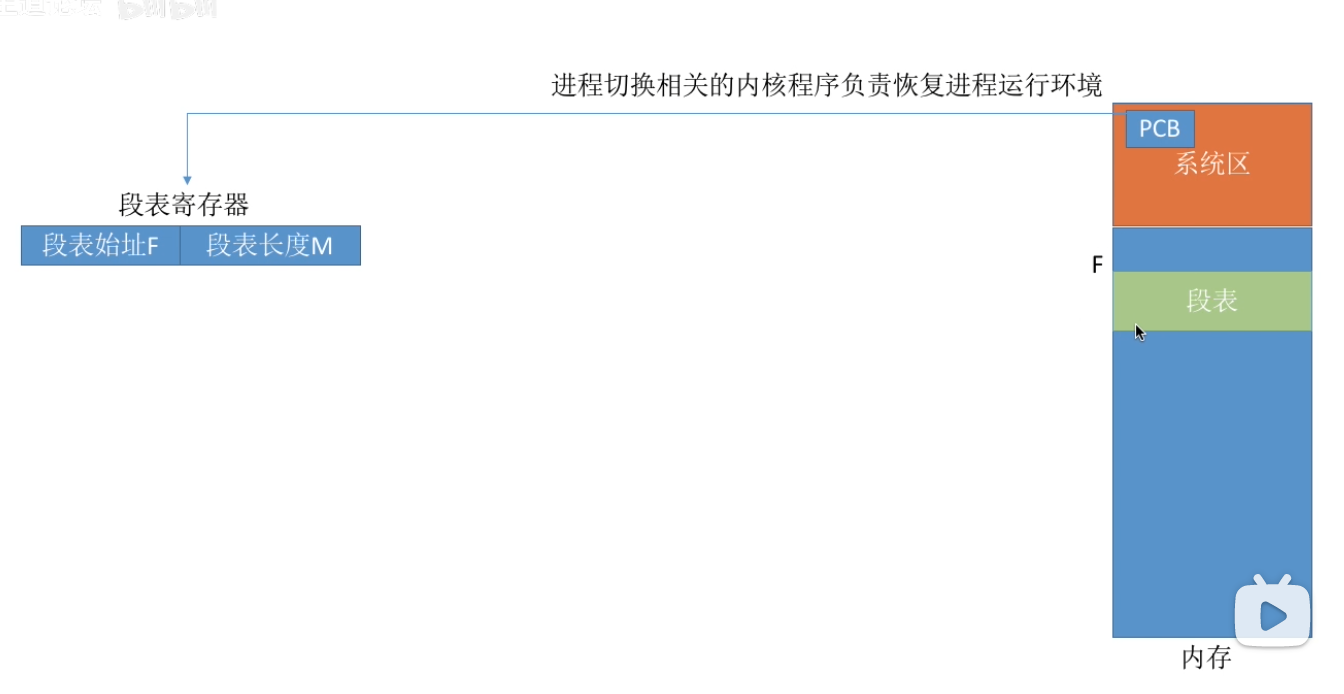 进程切换相关的内核程序负责恢复进程运行环境
PCB
系统区
段表寄存器
段表始址F
段表长度M
F
段表
内存